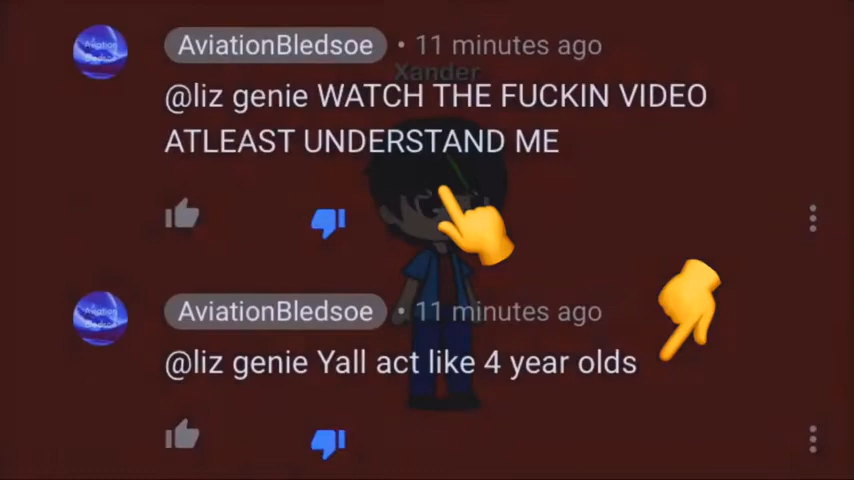 AviationBledsoe • 11 minutes ago
Xander
@liz genie WATCH THE FUCKIN VIDEO
ATLEAST UNDERSTAND ME
AviationBledsoe • 11 minutes ago
@liz genie Yall act like 4 year olds